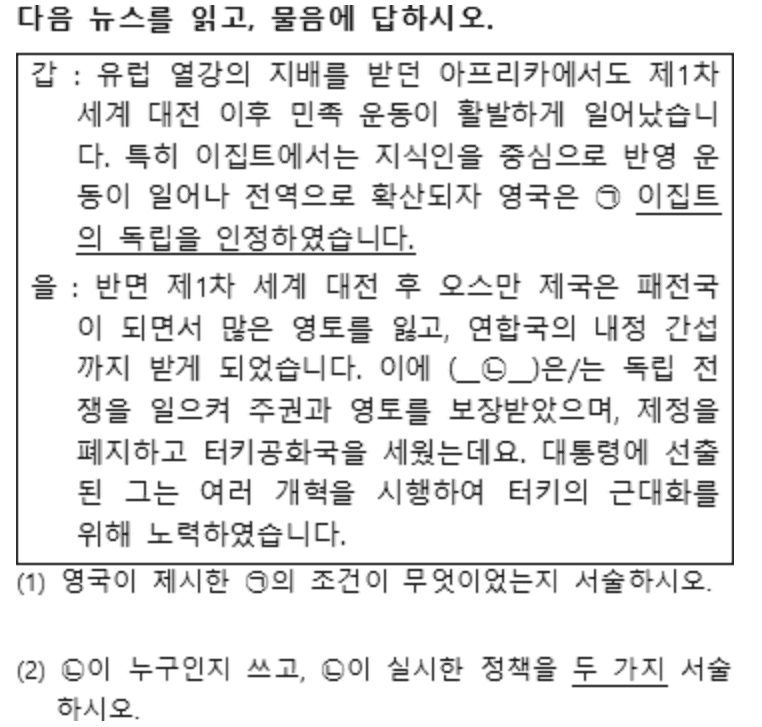 다음 뉴스를 읽고, 물음에 답하시오.
갑 : 유럽 열강의 지배를 받던 아프리카에서도 제1차
세계 대전 이후 민족 운동이 활발하게 일어났습니
다. 특히 이집트에서는 지식인을 중심으로 반영 운
동이 일어나 전역으로 확산되자 영국은 ㉠ 이집트
의 독립을 인정하였습니다.
을 : 반면 제1차 세계 대전 후 오스만 제국은 패전국
이 되면서 많은 영토를 잃고, 연합국의 내정 간섭
까지 받게 되었습니다. 이에 (_㉡_)은/는 독립 전
쟁을 일으켜 주권과 영토를 보장받았으며, 제정을
폐지하고 터키공화국을 세웠는데요. 대통령에 선출
된 그는 여러 개혁을 시행하여 터키의 근대화를
위해 노력하였습니다.
(1) 영국이 제시한 ㉠의 조건이 무엇이었는지 서술하시오.
(2) ㉡이 누구인지 쓰고, ㉡이 실시한 정책을 두 가지 서술
하시오.